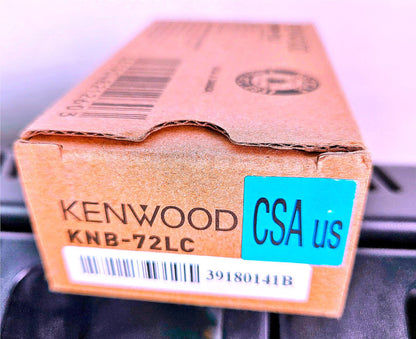 KENWOOD
CSA us
KNB-72LC
39180141B